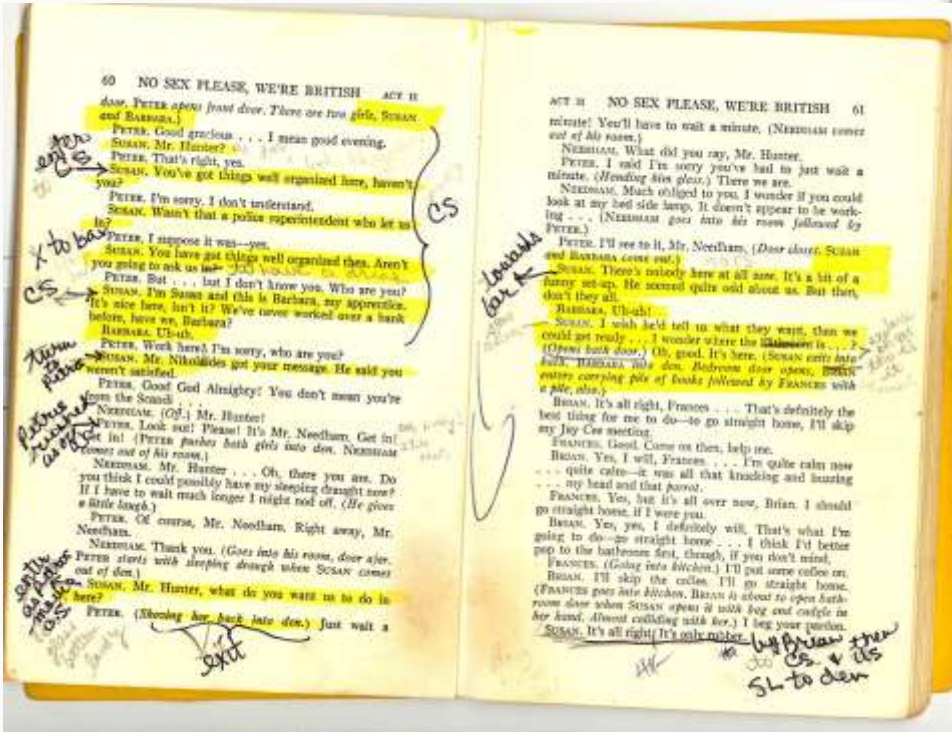 60 NO SEX PLEASE, WE'RE BRITISH ACT II
door. PETER opens front door. There are two girls, SUSAN
and BARBARA.)
PETER. Good gracious . . . I mean good evening.
SUSAN. Mr. Hunter?
PETER. That's right, yes.
SUSAN. You've got things well organized here, haven't
you?
PETER. I'm sorry. I don't understand.
SUSAN. Wasn't that a police superintendent who let us
in?
PETER. I suppose it was—yes.
SUSAN. You have got things well organized then. Aren't
you going to ask us in
PETER. But . . . but I don't know you. Who are you?
SUSAN. I'm Susan and this is Barbara, my apprentice.
It's nice here, isn't it? We've never worked over a bank
before, have we, Barbara?
BARBARA. Uh-uh.
PETER. Work here? I'm sorry, who are you?
SUSAN. Mr. Nikolaides got your message. He said you
weren't satisfied.
PETER. Good God Almighty! You don't mean you're
from the Scandi . . .
NEEDHAM. (Off.) Mr. Hunter!
PETER. Look out! Please! It's Mr. Needham. Get in!
Get in! (PETER pushes both girls into den. NEEDHAM
comes out of his room.)
NEEDHAM. Mr. Hunter . . . Oh, there you are. Do
you think I could possibly have my sleeping draught now?
If I have to wait much longer I might nod off. (He gives
a little laugh.)
PETER. Of course, Mr. Needham. Right away, Mr.
Needham.
NEEDHAM. Thank you. (Goes into his room, door ajar.
PETER starts with sleeping draugh when SUSAN comes
out of den.)
SUSAN. Mr. Hunter, what do you want us to do in
here?
PETER. (Shoving her back into den.) Just wait a
enter
CS
X to bar
CS
turn
to
CS
exit
ACT II NO SEX PLEASE, WE'RE BRITISH 61
minute! You'll have to wait a minute. (NEEDHAM comes
out of his room.)
NEEDHAM. What did you say, Mr. Hunter.
PETER. I said I'm sorry you've had to just wait a
minute. (Handing him glass.) There we are.
NEEDHAM. Much obliged to you. I wonder if you could
look at my bed side lamp. It doesn't appear to be work-
ing . . . (NEEDHAM goes into his room followed by
PETER.)
PETER. I'll see to it, Mr. Needham. (Door closes. SUSAN
and BARBARA come out.)
SUSAN. There's nobody here at all now. It's a bit of a
funny set-up. He seemed quite odd about us. But then,
don't they all.
BARBARA. Uh-uh!
SUSAN. I wish he'd tell us what they want, then we
could get ready . . . I wonder where the bathroom is . . . ?
(Opens bath door.) Oh, good. It's here. (SUSAN exits into
bath, BARBARA into den. Bedroom door opens, BRIAN
enters carrying pile of books followed by FRANCES with
a pile, also.)
BRIAN. It's all right, Frances . . . That's definitely the
best thing for me to do—to go straight home, I'll skip
my Jay Cee meeting.
FRANCES. Good. Come on then, help me.
BRIAN. Yes, I will, Frances . . . I'm quite calm now
. . . quite calm—it was all that knocking and buzzing
. . . my head and that parrot.
FRANCES. Yes, but it's all over now, Brian. I should
go straight home, if I were you.
BRIAN. Yes, yes, I definitely will, That's what I'm
going to do—go straight home . . . I think I'd better
pop to the bathroom first, though, if you don't mind.
FRANCES. (Going into kitchen.) I'll put some coffee on.
BRIAN. I'll skip the coffee. I'll go straight home.
(FRANCES goes into kitchen. BRIAN is about to open bath-
room door when SUSAN opens it with bag and cudgle in
her hand. Almost colliding with her.) I beg your pardon.
SUSAN. It's all right! It's only rubber.
towards
bar
by Brian then
to CS &
SL to den